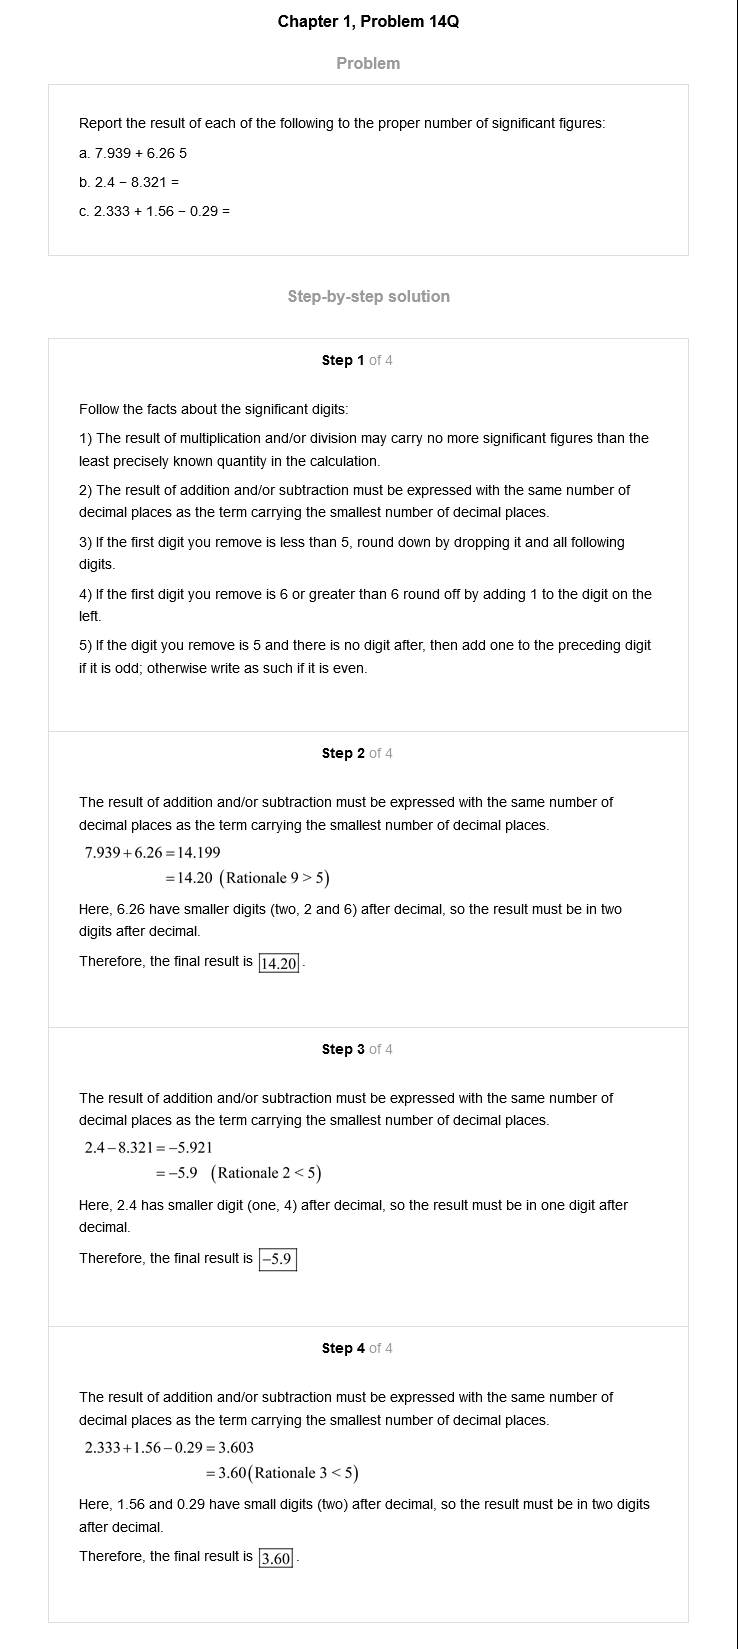 Chapter 1, Problem 14Q
Problem
Report the result of each of the following to the proper number of significant figures:
a. 7.939 + 6.26 5
b. 2.4 − 8.321 =
c. 2.333 + 1.56 − 0.29 =
Step-by-step solution
Step 1 of 4
Follow the facts about the significant digits:
1) The result of multiplication and/or division may carry no more significant figures than the
least precisely known quantity in the calculation.
2) The result of addition and/or subtraction must be expressed with the same number of
decimal places as the term carrying the smallest number of decimal places.
3) If the first digit you remove is less than 5, round down by dropping it and all following
digits.
4) If the first digit you remove is 6 or greater than 6 round off by adding 1 to the digit on the
left.
5) If the digit you remove is 5 and there is no digit after, then add one to the preceding digit
if it is odd; otherwise write as such if it is even.
Step 2 of 4
The result of addition and/or subtraction must be expressed with the same number of
decimal places as the term carrying the smallest number of decimal places.
7.939 + 6.26 = 14.199
= 14.20 (Rationale 9 > 5)
Here, 6.26 have smaller digits (two, 2 and 6) after decimal, so the result must be in two
digits after decimal.
Therefore, the final result is 14.20 .
Step 3 of 4
The result of addition and/or subtraction must be expressed with the same number of
decimal places as the term carrying the smallest number of decimal places.
2.4 − 8.321 = −5.921
= −5.9 (Rationale 2 < 5)
Here, 2.4 has smaller digit (one, 4) after decimal, so the result must be in one digit after
decimal.
Therefore, the final result is −5.9
Step 4 of 4
The result of addition and/or subtraction must be expressed with the same number of
decimal places as the term carrying the smallest number of decimal places.
2.333 + 1.56 − 0.29 = 3.603
= 3.60 (Rationale 3 < 5)
Here, 1.56 and 0.29 have small digits (two) after decimal, so the result must be in two digits
after decimal.
Therefore, the final result is 3.60 .